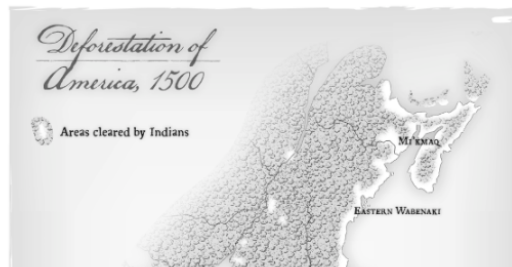 Deforestation of
America, 1500
Areas cleared by Indians
Mi'kmaq
Eastern Wabenaki